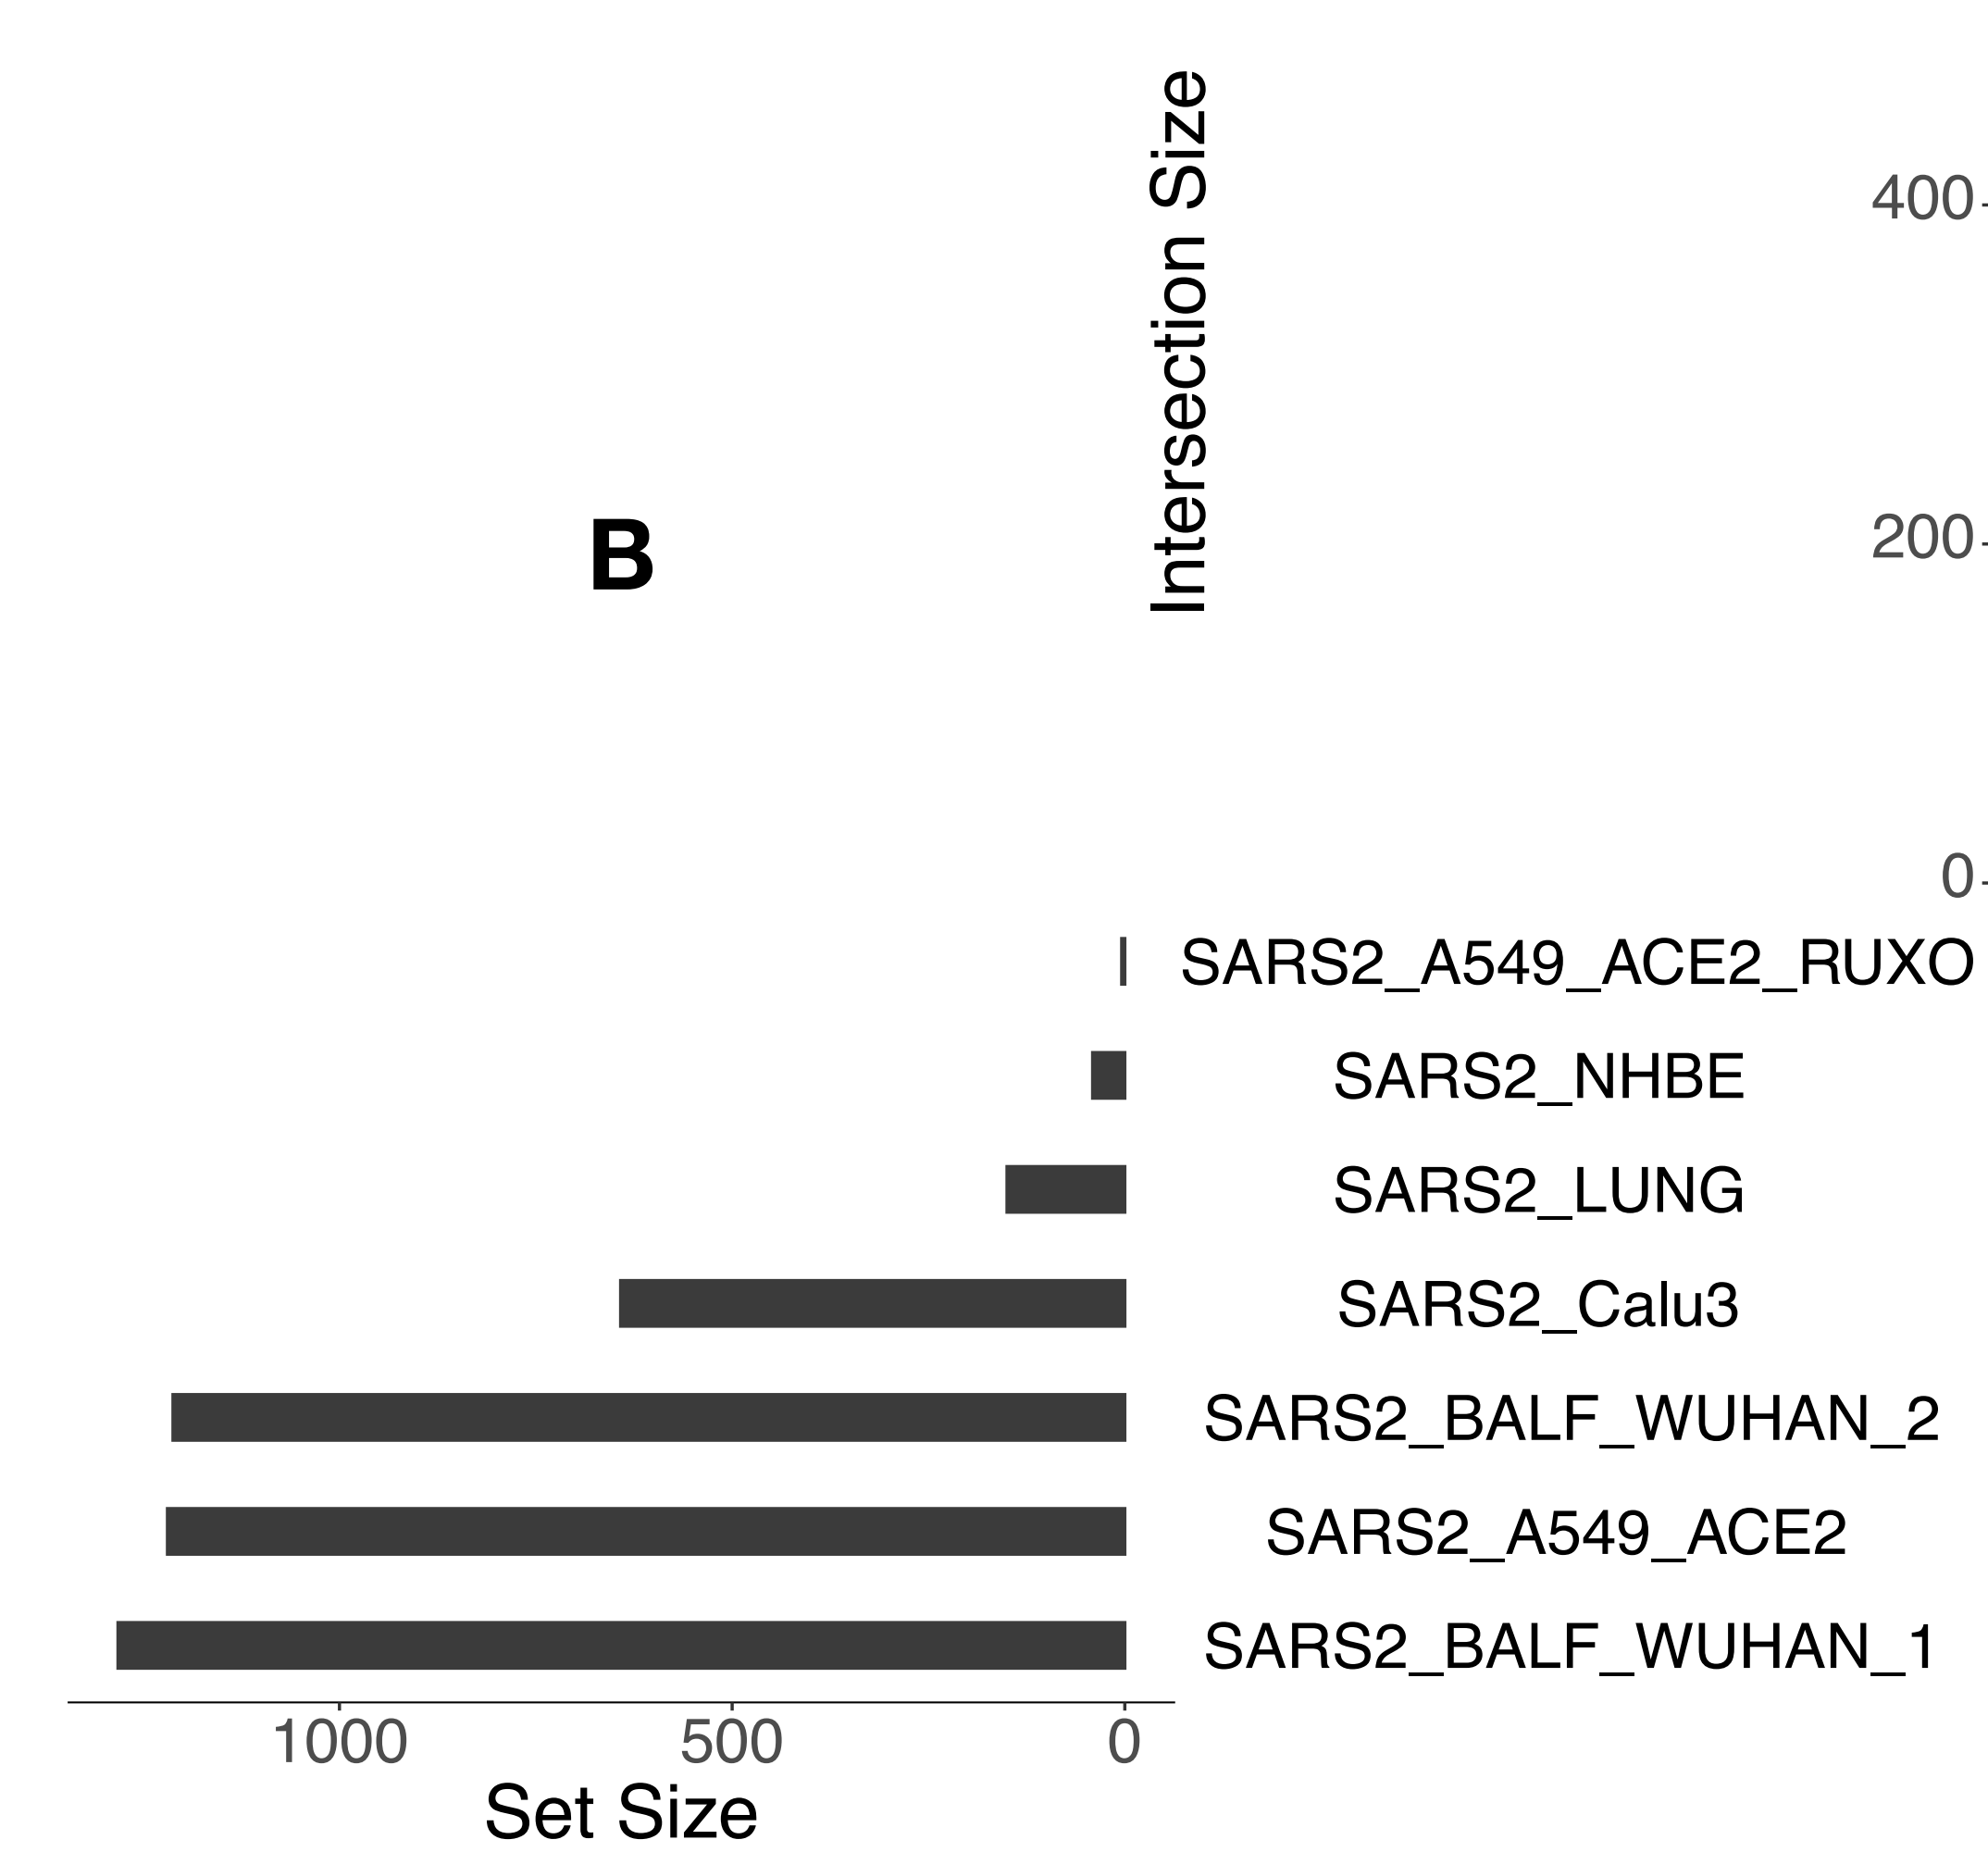 Intersection Size
400
200
0
B
SARS2_A549_ACE2_RUXO
SARS2_NHBE
SARS2_LUNG
SARS2_Calu3
SARS2_BALF_WUHAN_2
SARS2_A549_ACE2
SARS2_BALF_WUHAN_1
1000 500 0
Set Size